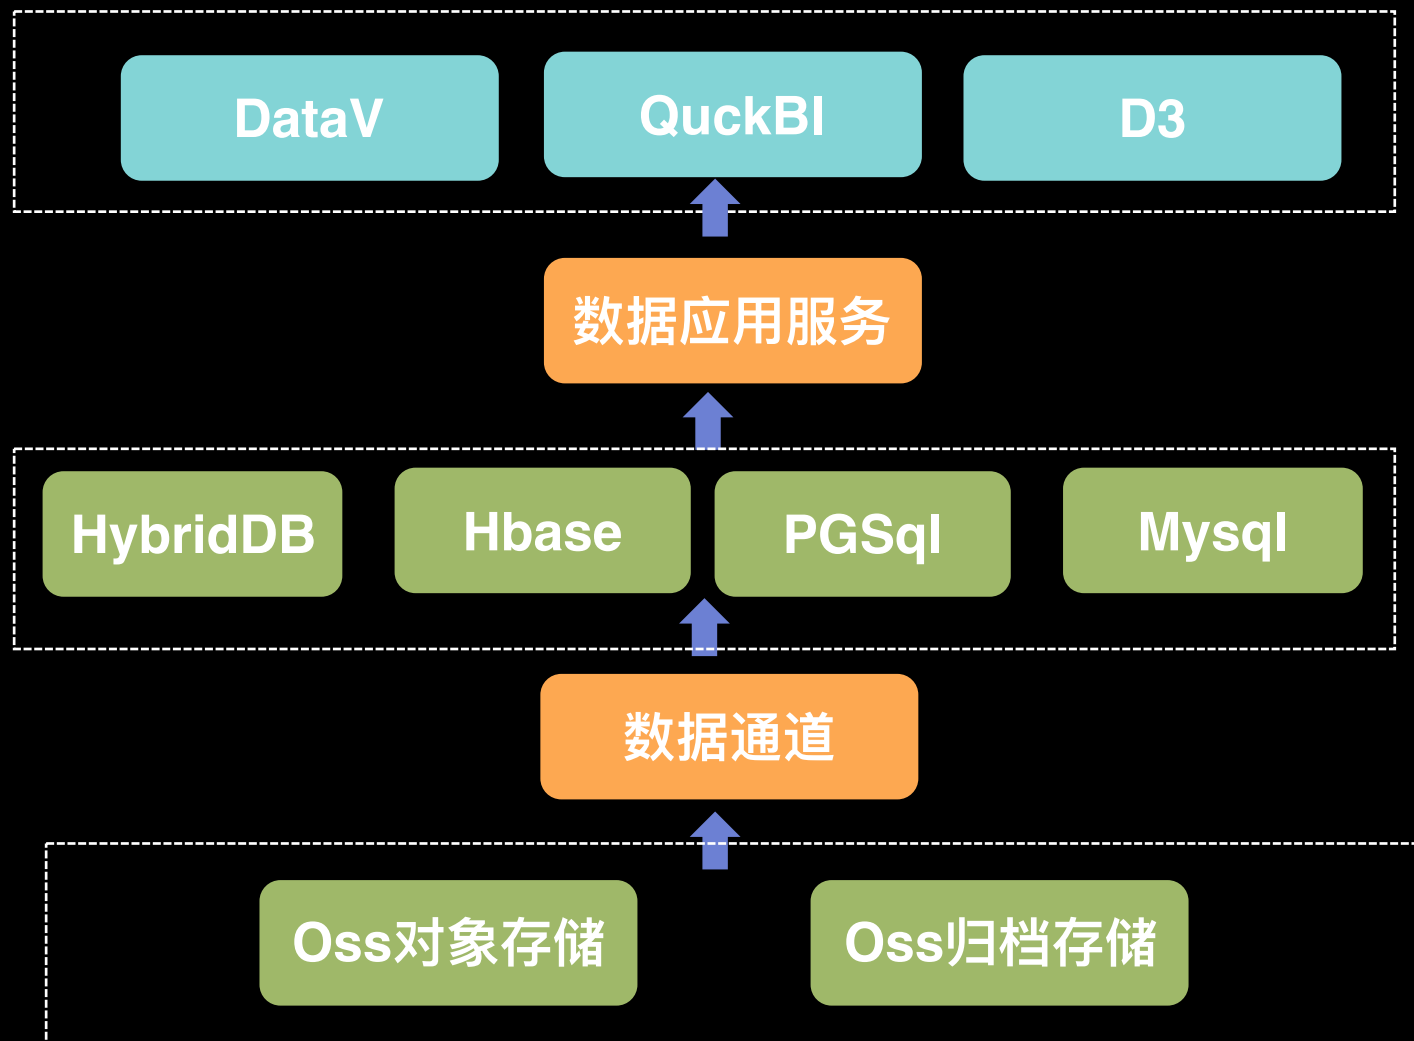 DataV
QuckBI
D3
数据应用服务
HybridDB
Hbase
PGSql
Mysql
数据通道
Oss对象存储
Oss归档存储